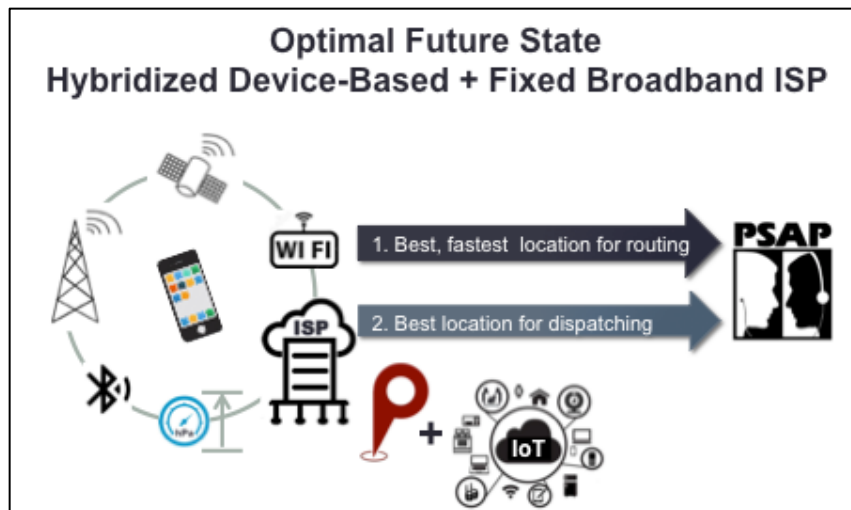 Optimal Future State
Hybridized Device-Based + Fixed Broadband ISP
WI FI
1. Best, fastest location for routing
PSAP
ISP
2. Best location for dispatching
hPa
+
IoT